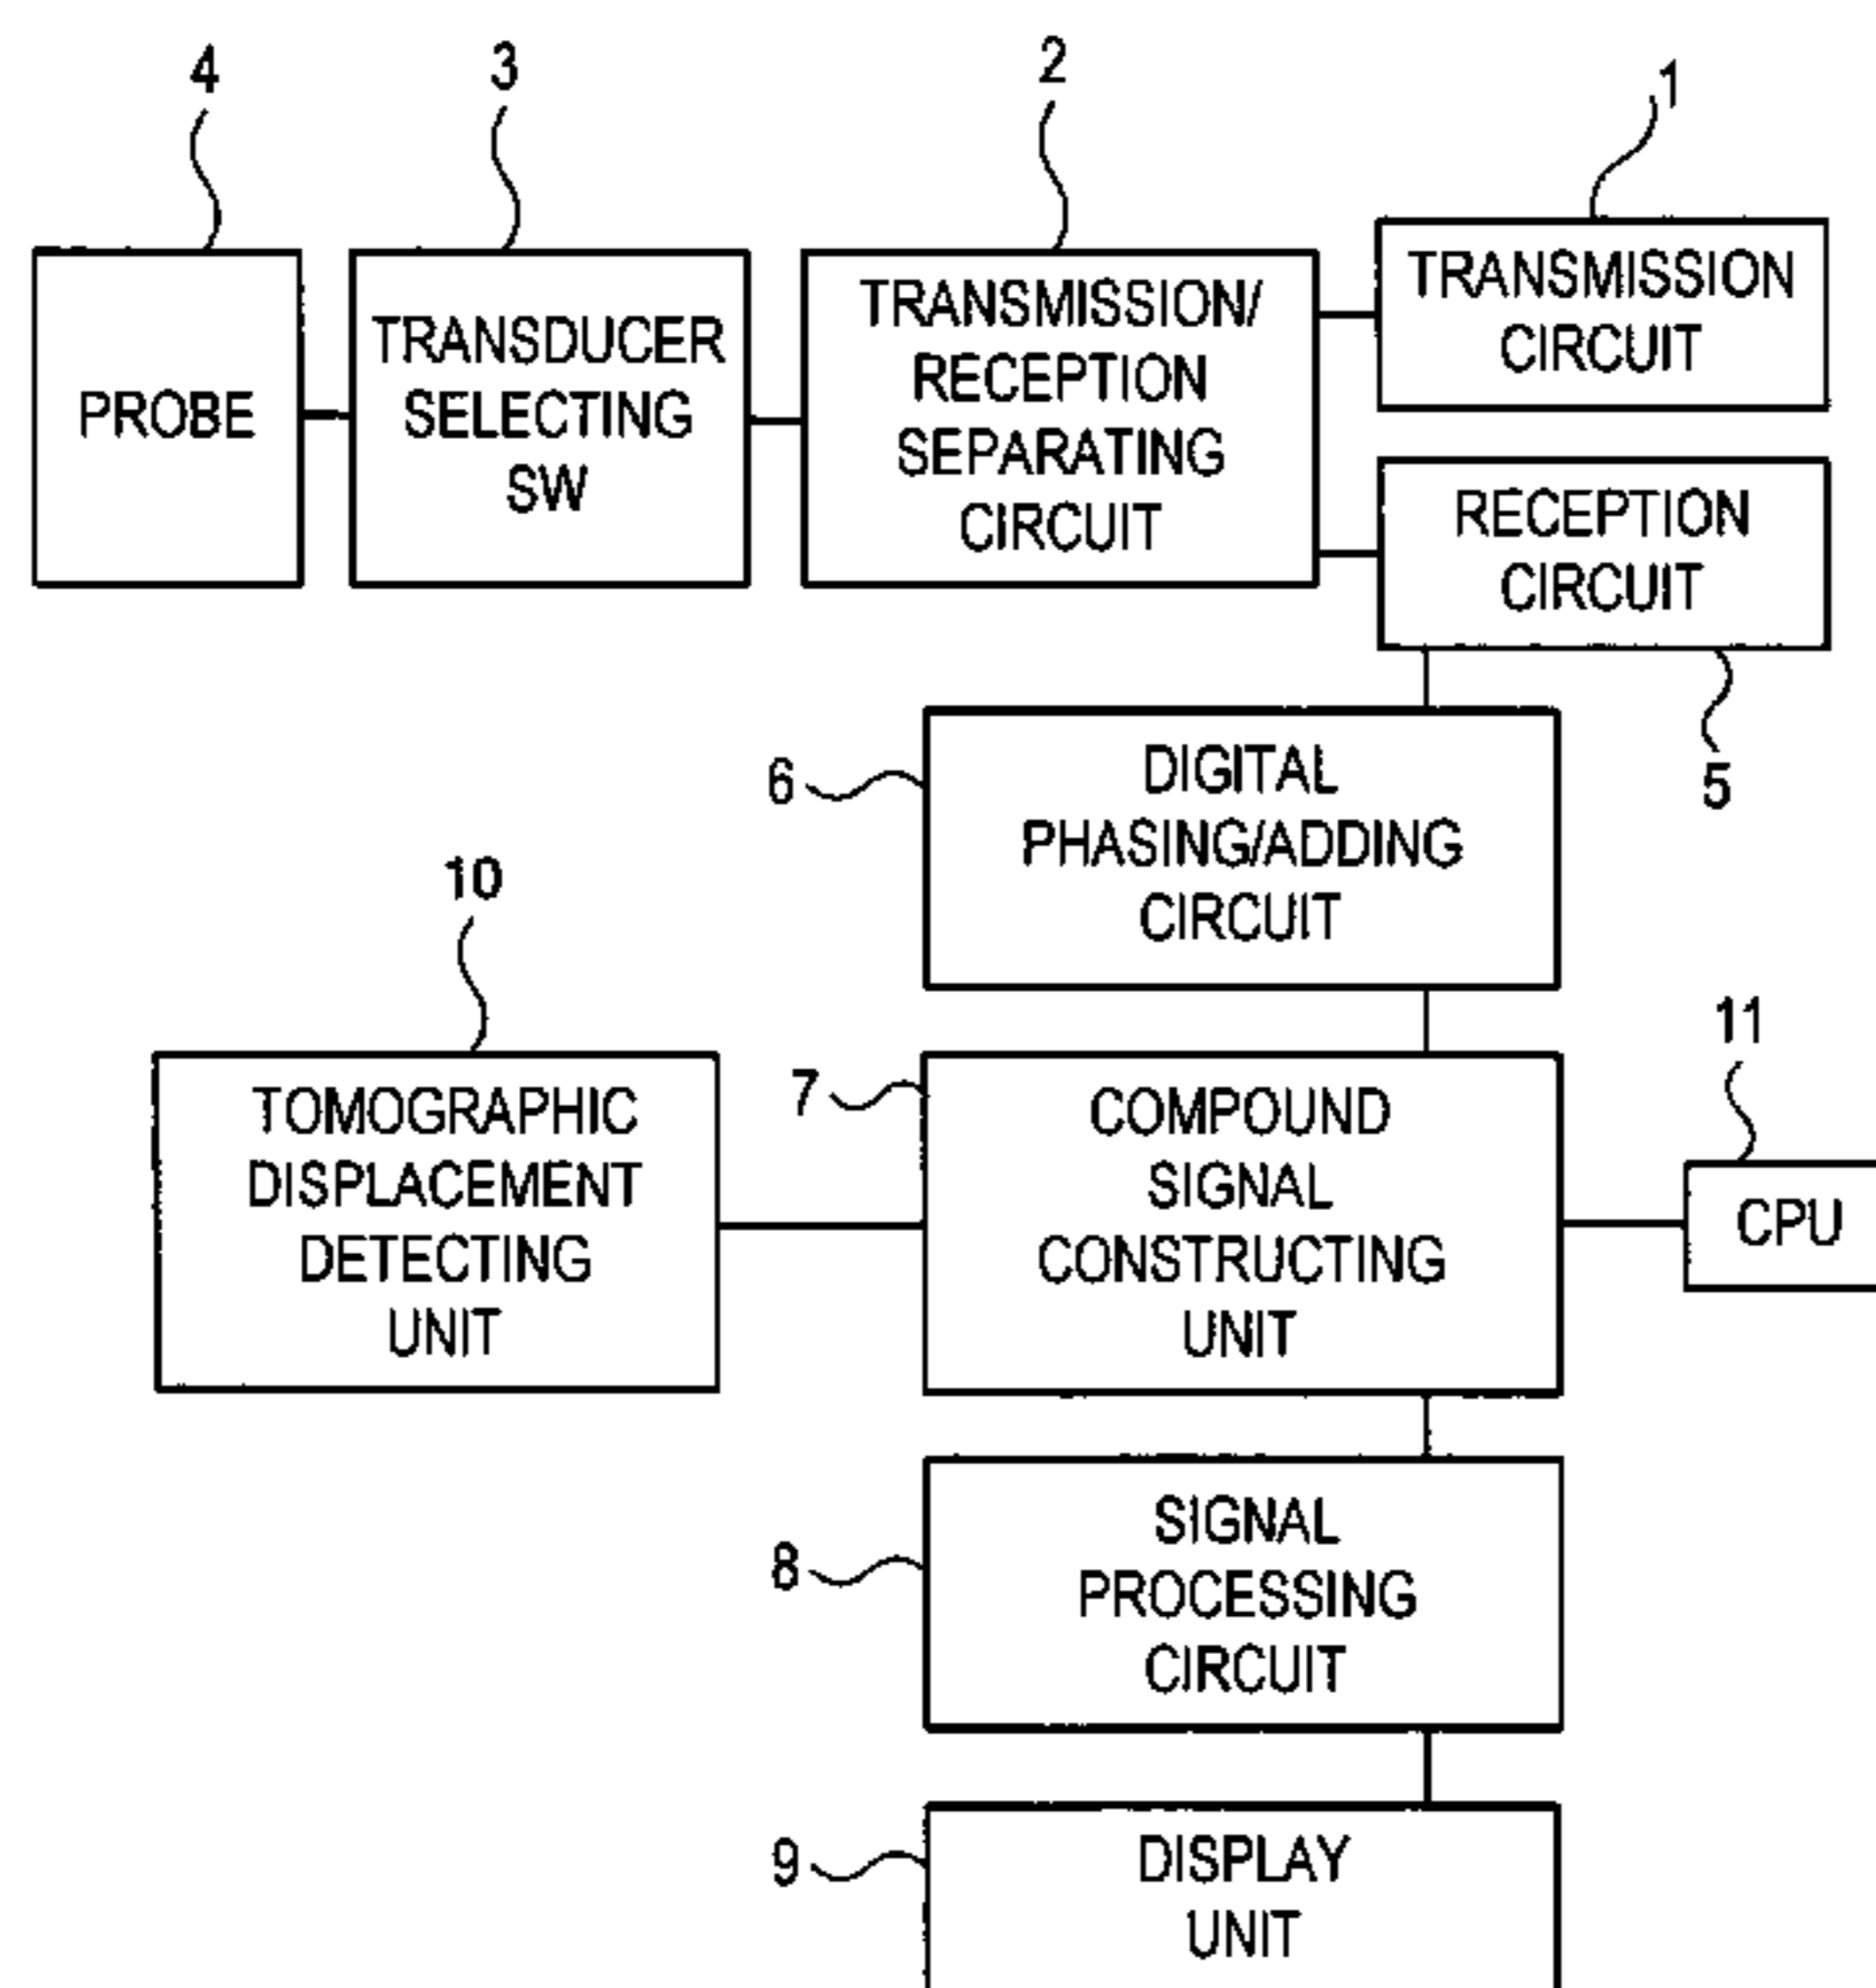 4
3
2
1
PROBE
TRANSDUCER
SELECTING
SW
TRANSMISSION/
RECEPTION
SEPARATING
CIRCUIT
TRANSMISSION
CIRCUIT
RECEPTION
CIRCUIT
5
6
DIGITAL
PHASING/ADDING
CIRCUIT
10
TOMOGRAPHIC
DISPLACEMENT
DETECTING
UNIT
7
COMPOUND
SIGNAL
CONSTRUCTING
UNIT
11
CPU
8
SIGNAL
PROCESSING
CIRCUIT
9
DISPLAY
UNIT